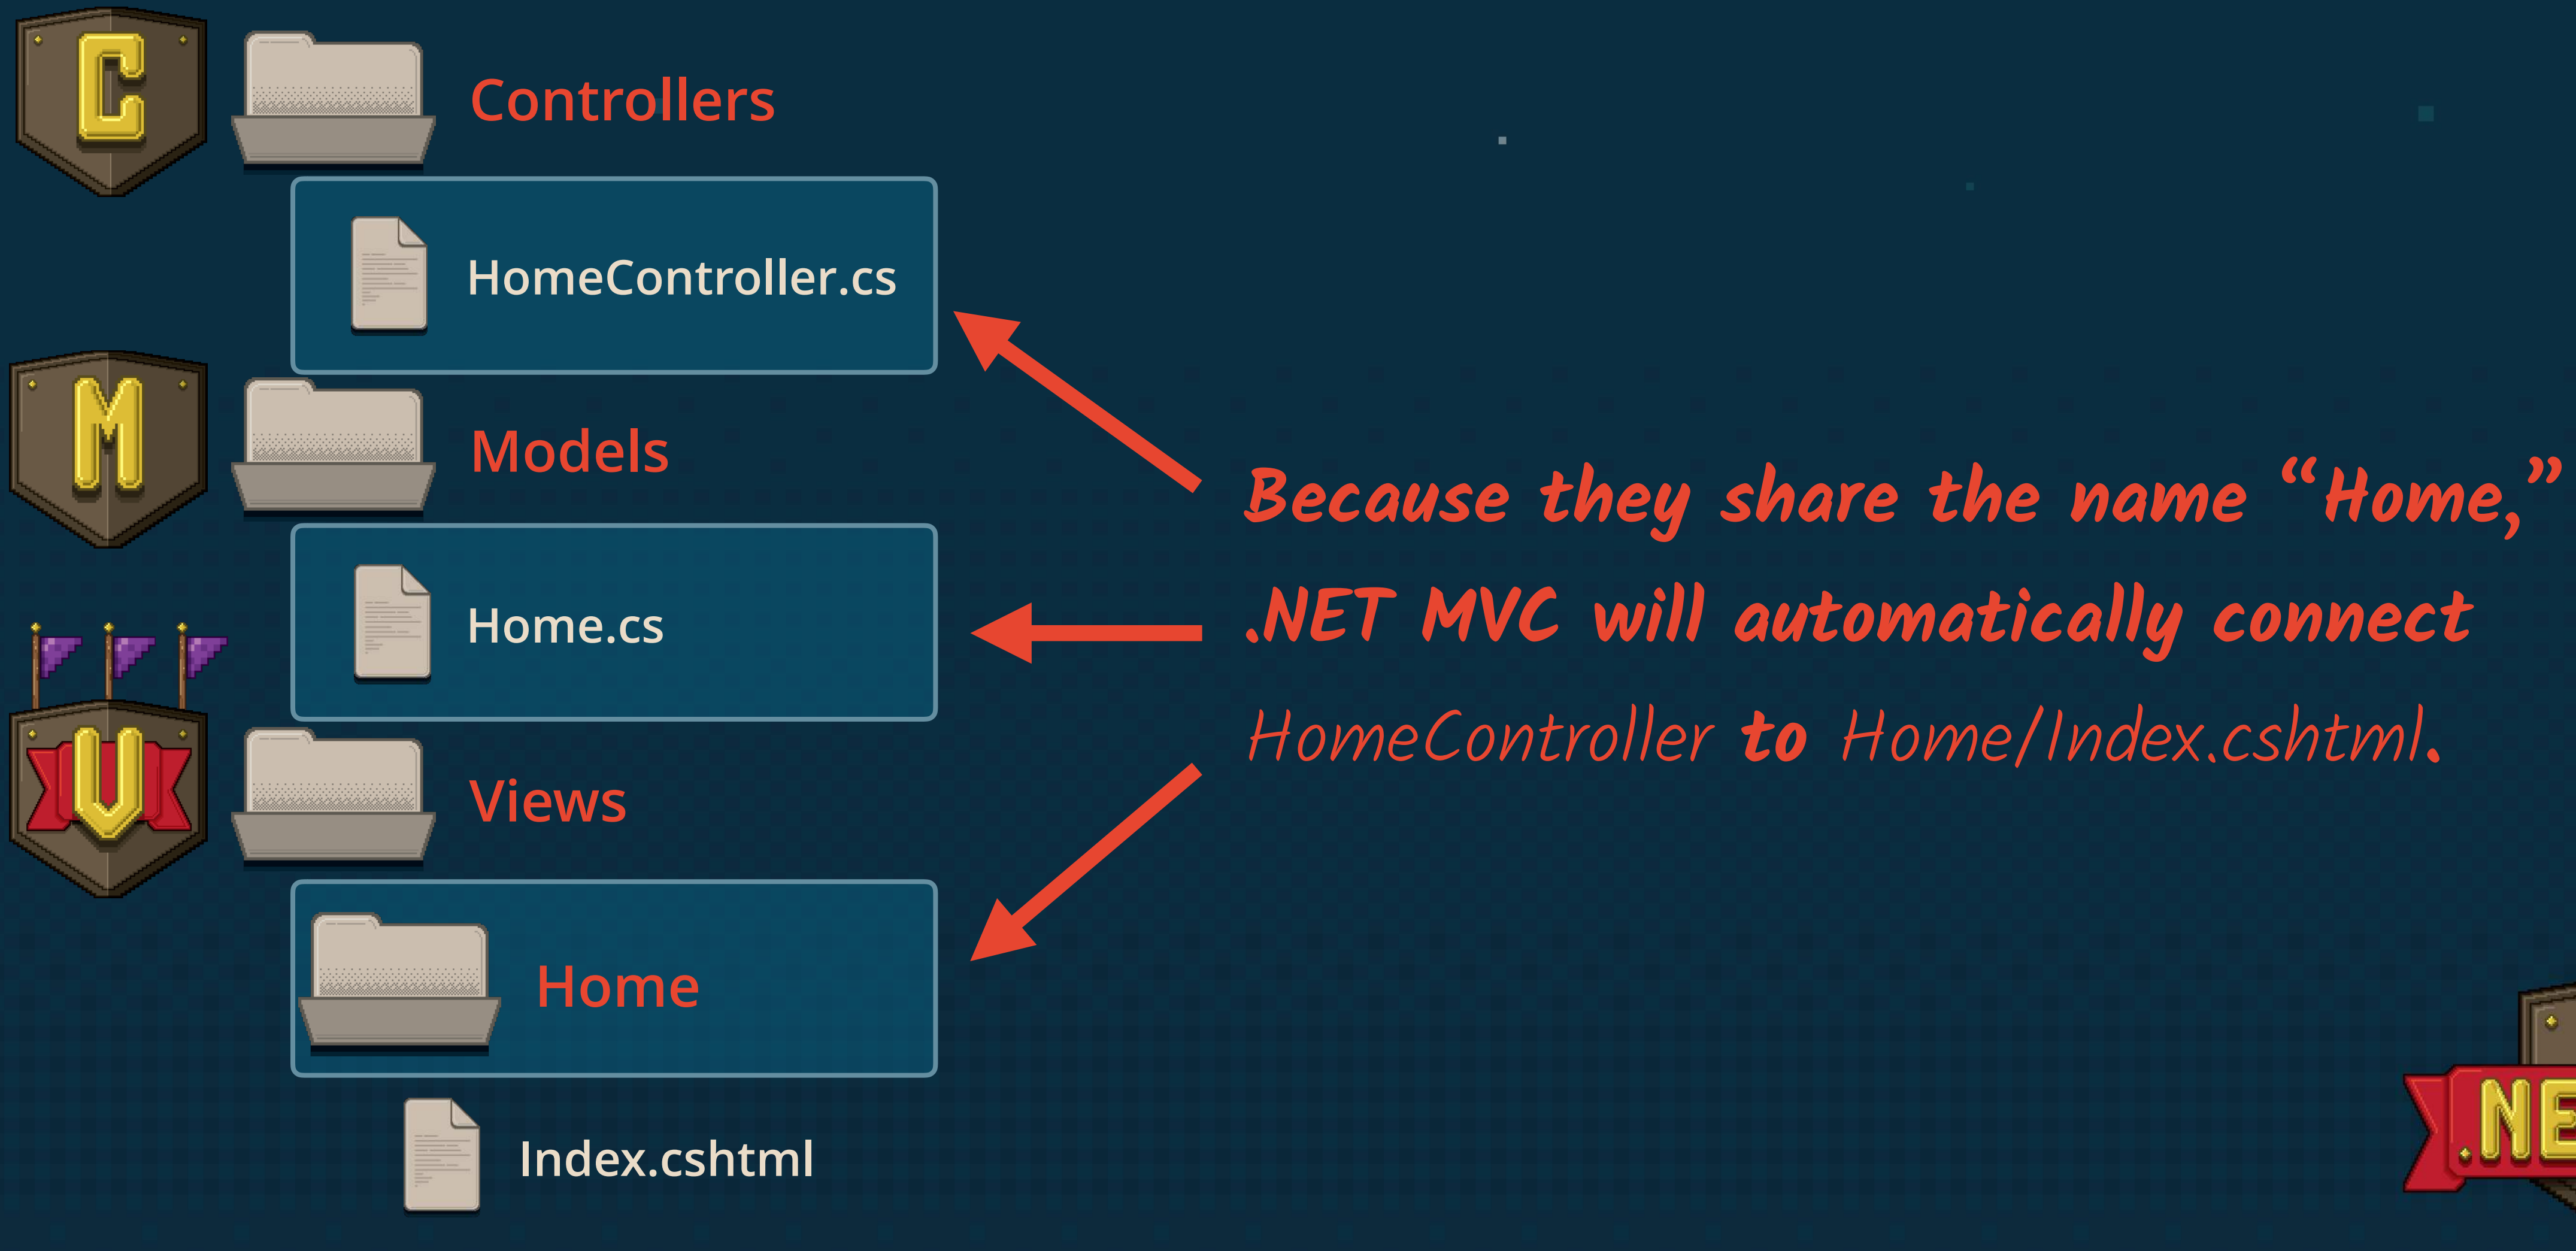 C
Controllers
HomeController.cs
M
Models
Home.cs
V
Views
Home
Index.cshtml
Because they share the name “Home,”
.NET MVC will automatically connect
HomeController to Home/Index.cshtml.
.NE